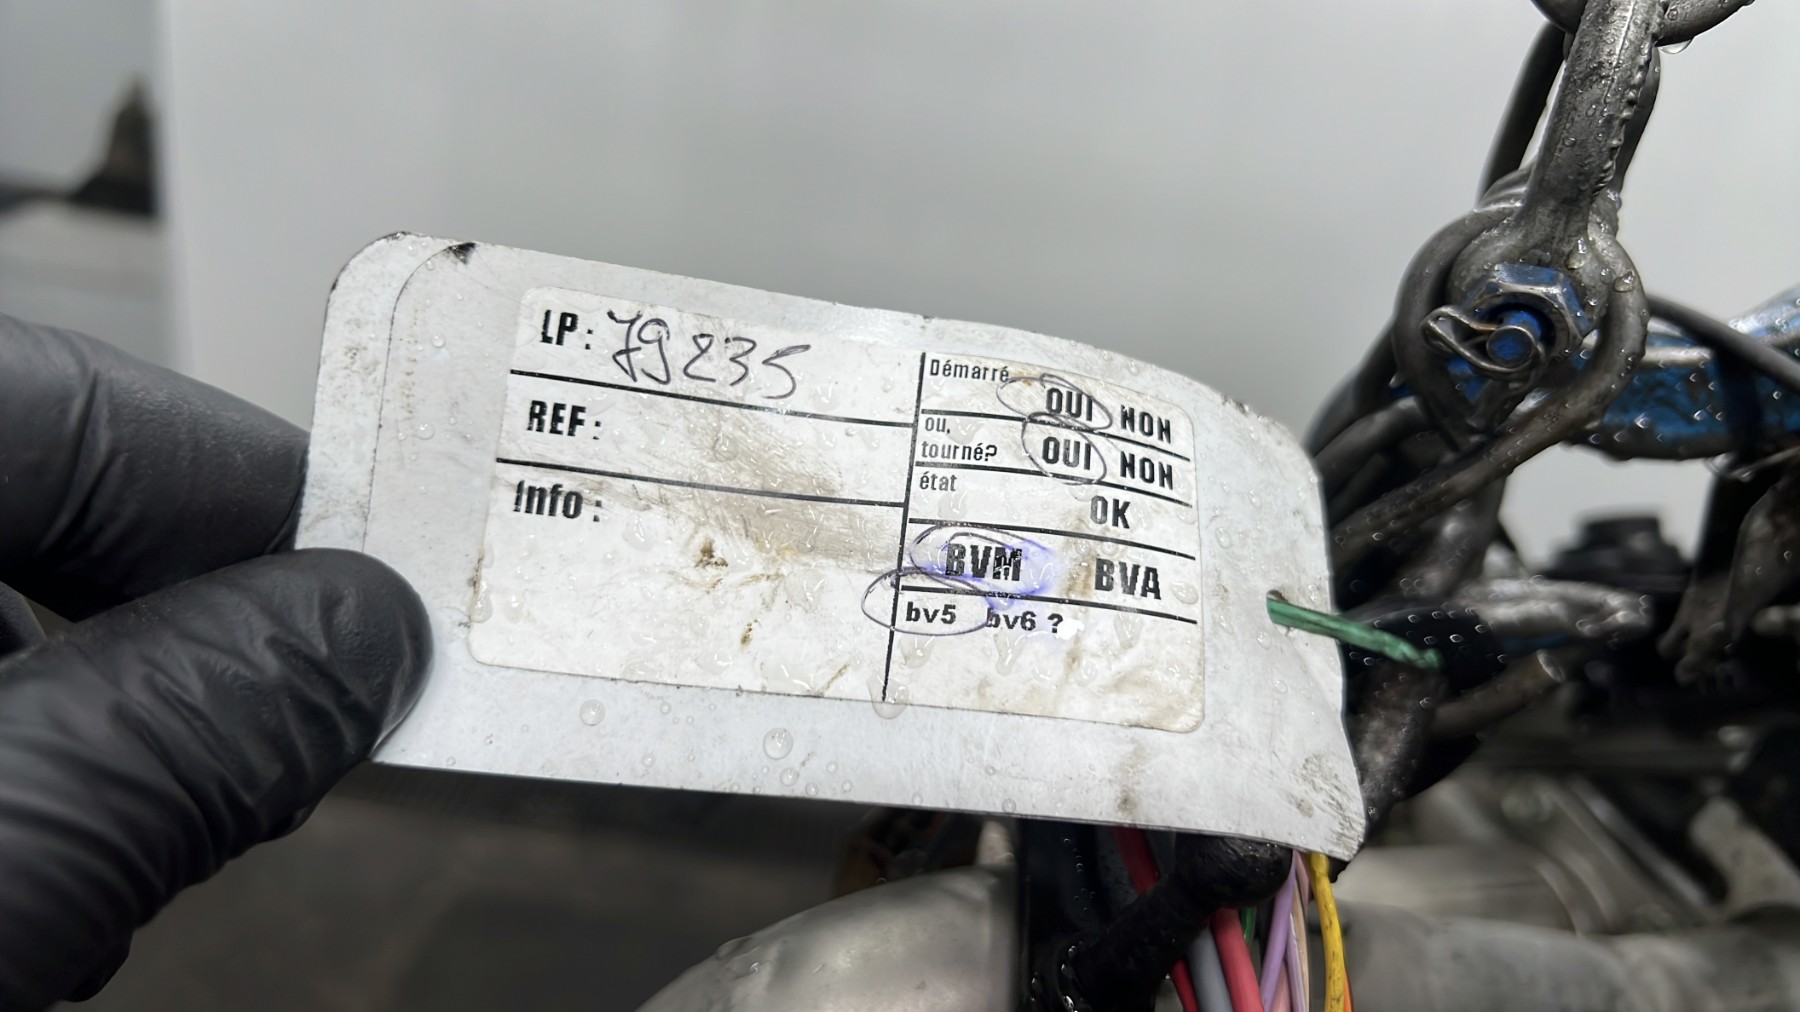 LP: 79235
REF:
Info :
Démarré OUI NON
ou,
tourné? OUI NON
état
OK
BVM BVA
bv5 bv6 ?